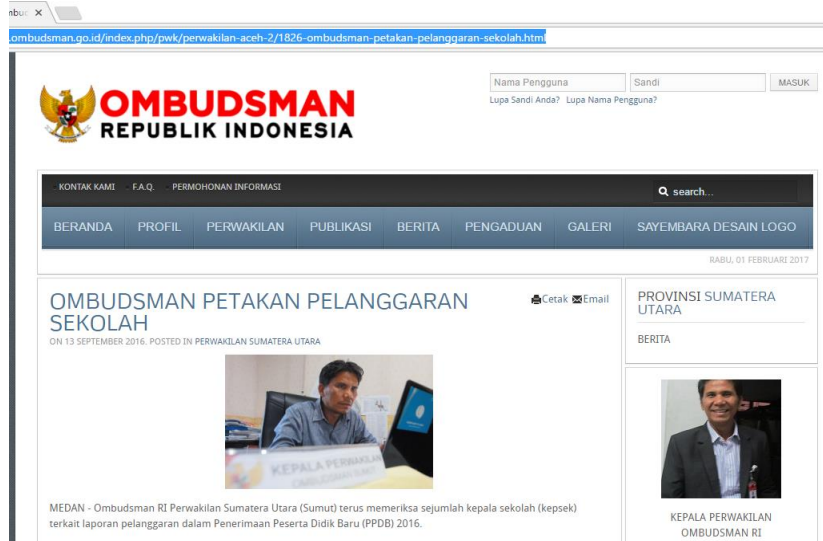 .ombudsman.go.id/index.php/pwk/perwakilan-aceh-2/1826-ombudsman-petakan-pelanggaran-sekolah.html
Nama Pengguna
Sandi
MASUK
Lupa Sandi Anda? Lupa Nama Pengguna?
OMBUDSMAN
REPUBLIK INDONESIA
KONTAK KAMI F.A.Q. PERMOHONAN INFORMASI
search...
BERANDA PROFIL PERWAKILAN PUBLIKASI BERITA PENGADUAN GALERI SAYEMBARA DESAIN LOGO
RABU, 01 FEBRUARI 2017
OMBUDSMAN PETAKAN PELANGGARAN
SEKOLAH
Cetak Email
ON 13 SEPTEMBER 2016. POSTED IN PERWAKILAN SUMATERA UTARA
KEPALA PERWAKILAN
MEDAN - Ombudsman RI Perwakilan Sumatera Utara (Sumut) terus memeriksa sejumlah kepala sekolah (kepsek)
terkait laporan pelanggaran dalam Penerimaan Peserta Didik Baru (PPDB) 2016.
PROVINSI SUMATERA
UTARA
BERITA
KEPALA PERWAKILAN
OMBUDSMAN RI